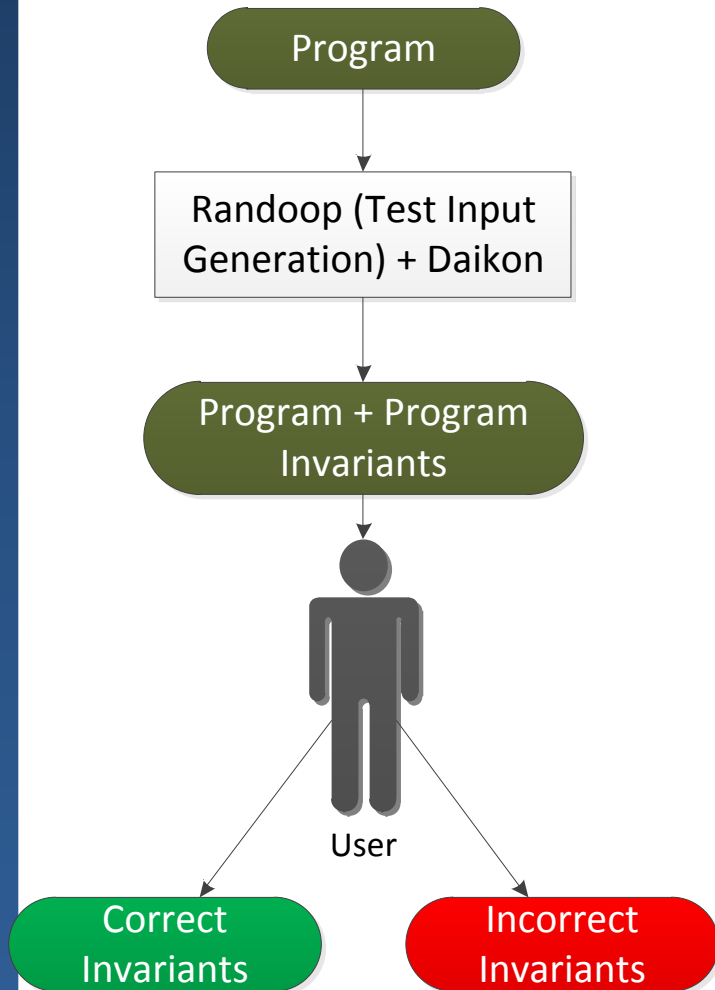 Program
Randoop (Test Input
Generation) + Daikon
Program + Program
Invariants
User
Correct
Invariants
Incorrect
Invariants